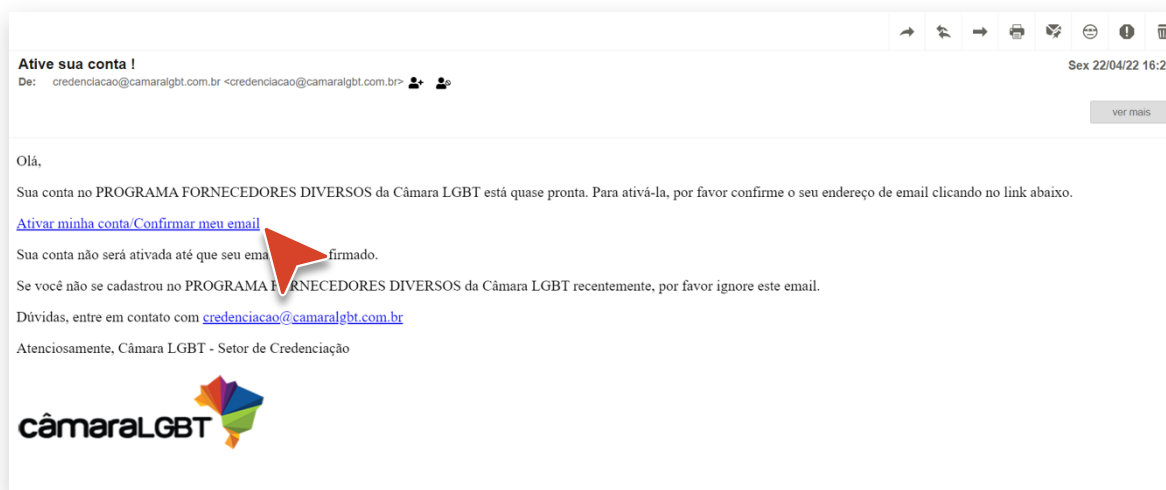 Ative sua conta !
Sex 22/04/22 16:2
De: credenciacao@camaralgbt.com.br <credenciacao@camaralgbt.com.br>
ver mais
Olá,
Sua conta no PROGRAMA FORNECEDORES DIVERSOS da Câmara LGBT está quase pronta. Para ativá-la, por favor confirme o seu endereço de email clicando no link abaixo.
Ativar minha conta/Confirmar meu email
Sua conta não será ativada até que seu ema firmado.
Se você não se cadastrou no PROGRAMA FORNECEDORES DIVERSOS da Câmara LGBT recentemente, por favor ignore este email.
Dúvidas, entre em contato com credenciacao@camaralgbt.com.br
Atenciosamente, Câmara LGBT - Setor de Credenciação
câmaraLGBT